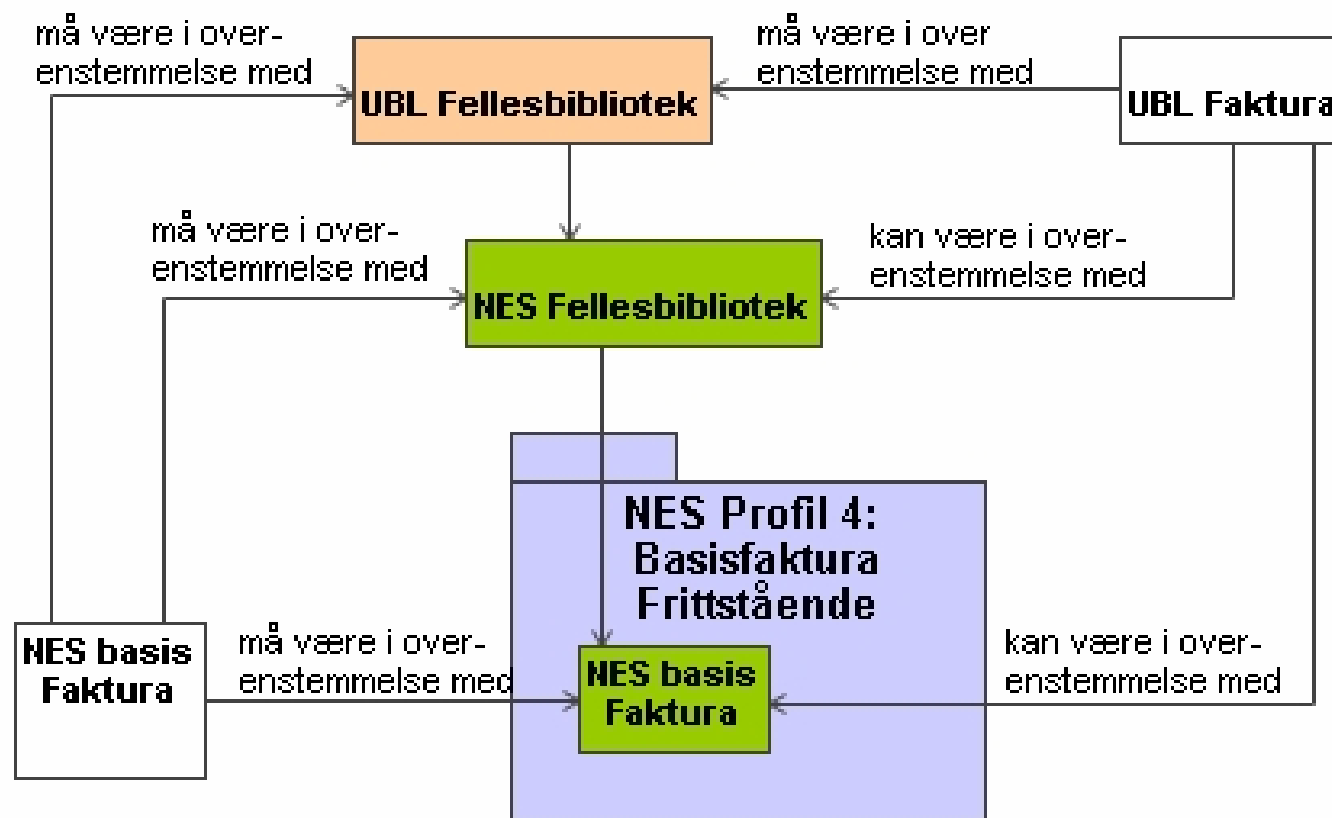 må være i over-
enstemmelse med
UBL Fellesbibliotek
må være i over
enstemmelse med
UBL Faktura
må være i over-
enstemmelse med
NES Fellesbibliotek
kan være i over-
enstemmelse med
NES Profil 4:
Basisfaktura
Frittstående
NES basis
Faktura
må være i over-
enstemmelse med
NES basis
Faktura
kan være i over-
enstemmelse med